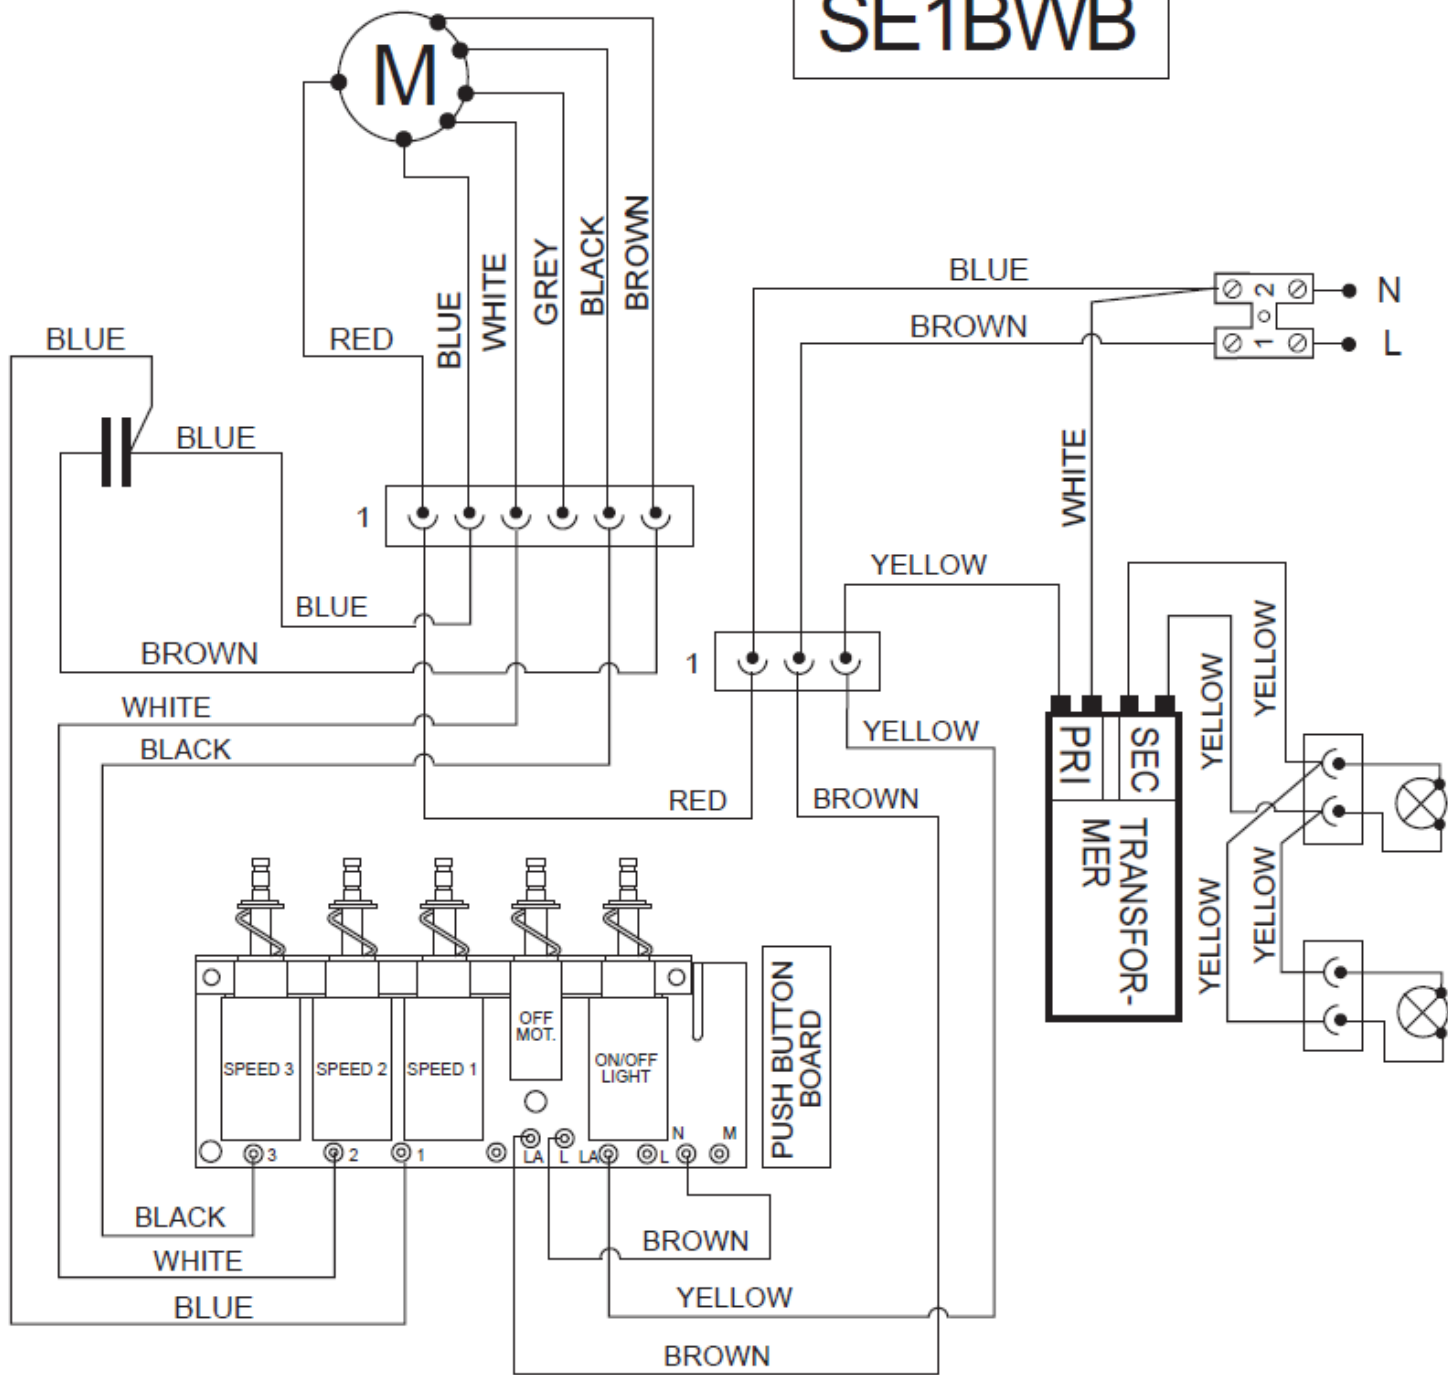 SE1BWB
M
BLUE
WHITE
GREY
BLACK
BROWN
RED
BLUE
BLUE
1
BLUE
BROWN
WHITE
BLACK
RED
BLUE
BROWN
2
1
N
L
WHITE
YELLOW
1
YELLOW
BROWN
YELLOW
YELLOW
PRI
SEC
TRANSFOR-
MER
YELLOW
YELLOW
SPEED 3
SPEED 2
SPEED 1
OFF
MOT.
ON/OFF
LIGHT
PUSH BUTTON
BOARD
3
2
1
LA
L
LA
L
N
M
BLACK
WHITE
BLUE
BROWN
YELLOW
BROWN